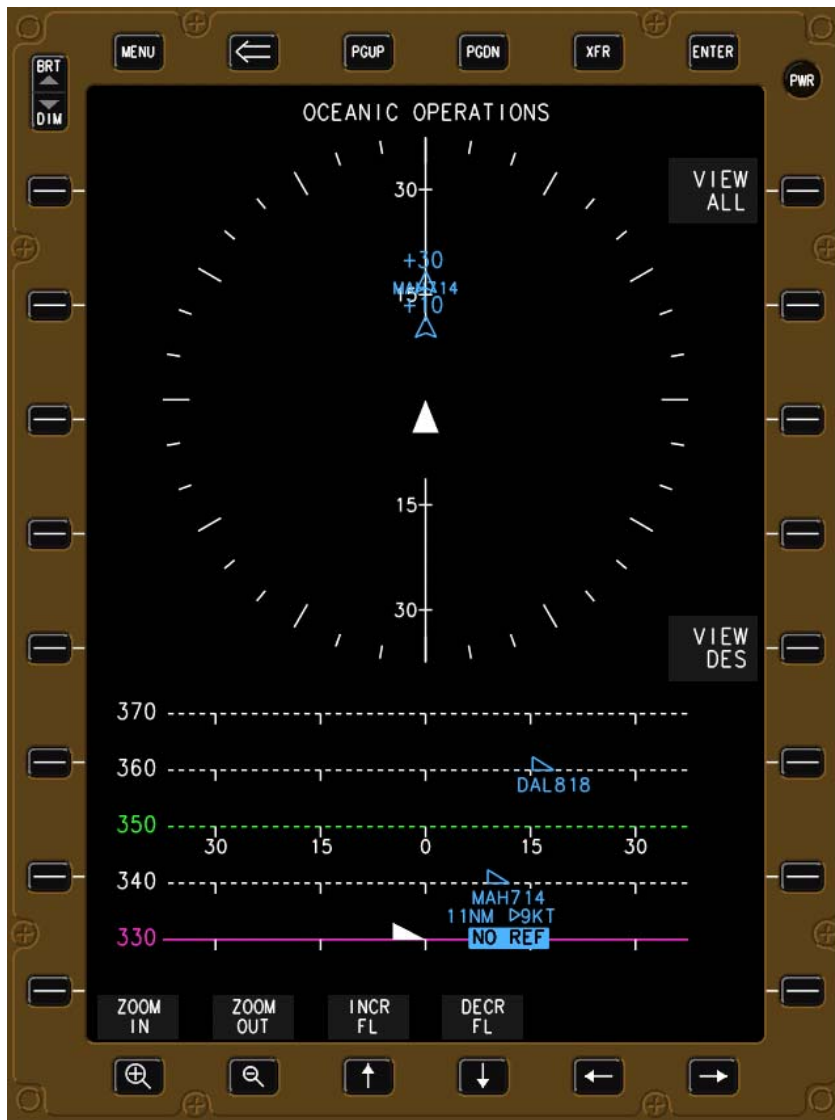 MENU
PGUP
PGDN
XFR
ENTER
BRT
DIM
PWR
OCEANIC OPERATIONS
VIEW
ALL
30
+30
15
+10
15
30
VIEW
DES
370
360
DAL818
350
30 15 0 15 30
340
MAH714
11NM ▷9KT
330
NO REF
ZOOM
IN
ZOOM
OUT
INCR
FL
DECR
FL